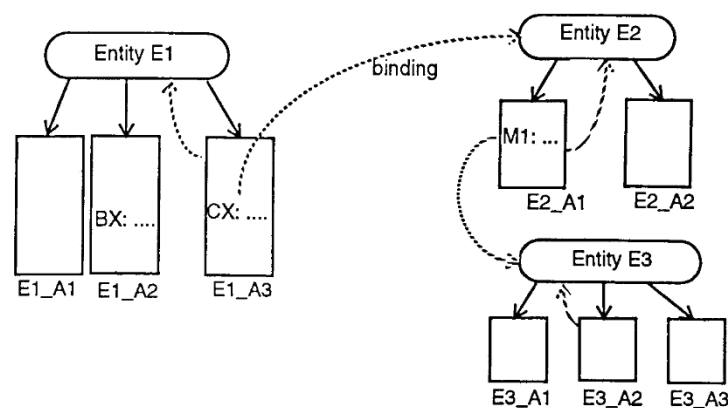 Entity E1
Entity E2
binding
M1: ...
BX: ....
CX: ....
E2_A1
E2_A2
Entity E3
E1_A1
E1_A2
E1_A3
E3_A1
E3_A2
E3_A3